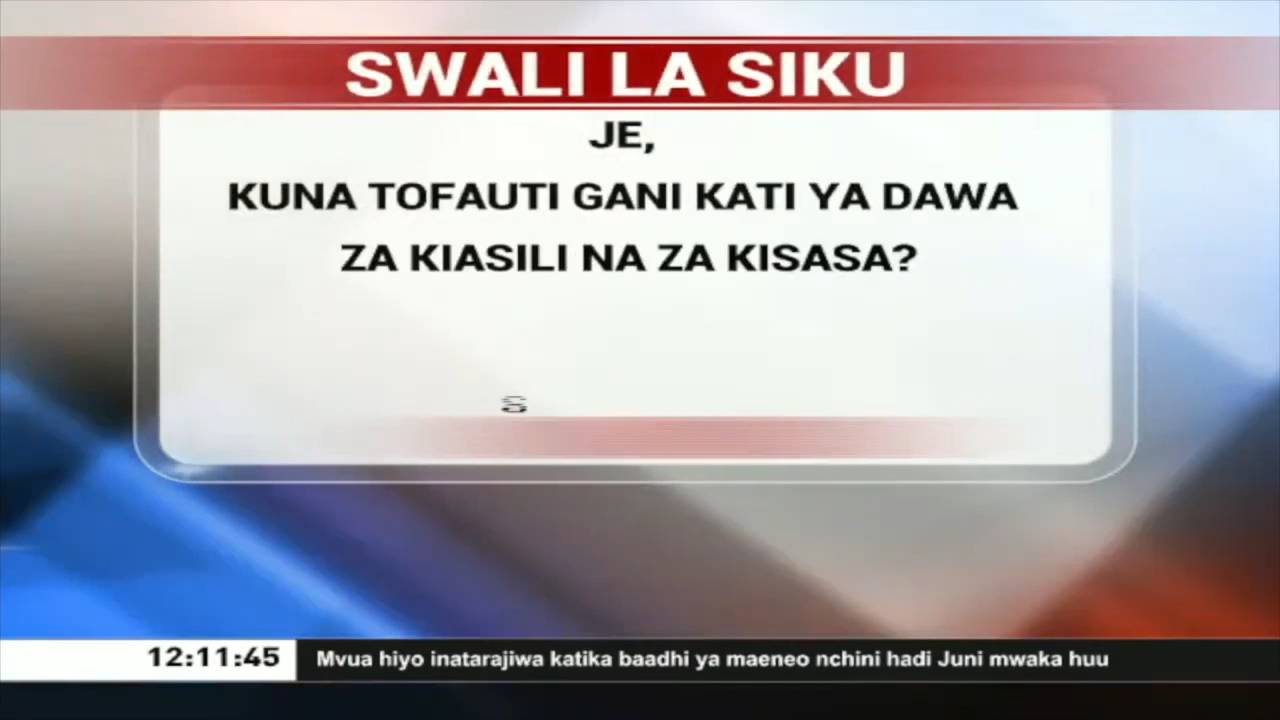 SWALI LA SIKU
JE,
KUNA TOFAUTI GANI KATI YA DAWA
ZA KIASILI NA ZA KISASA?
12:11:45
Mvua hiyo inatarajiwa katika baadhi ya maeneo nchini hadi Juni mwaka huu